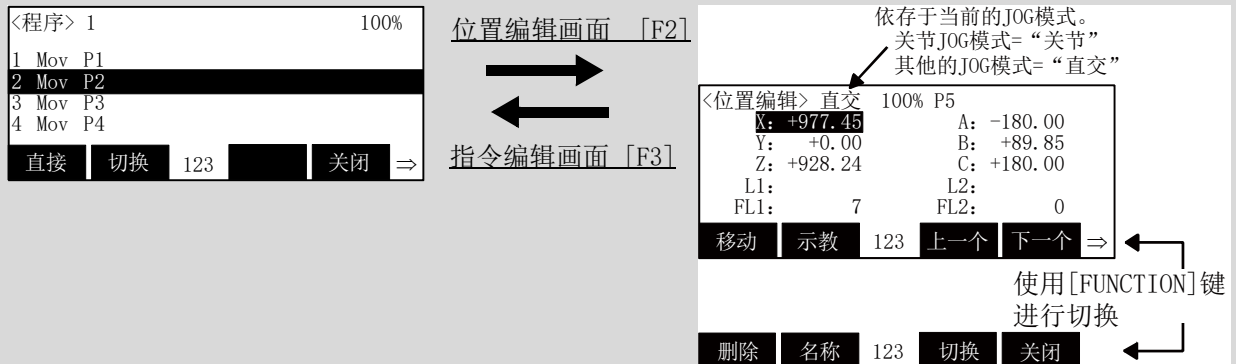 <程序> 1 100%
1 Mov P1
2 Mov P2
3 Mov P3
4 Mov P4
直接 切换 123 关闭 ⇒
位置编辑画面 [F2]
指令编辑画面 [F3]
依存于当前的JOG模式。
关节JOG模式=“关节”
其他的JOG模式=“直交”
<位置编辑> 直交 100% P5
X: +977.45 A: -180.00
Y: +0.00 B: +89.85
Z: +928.24 C: +180.00
L1: L2:
FL1: 7 FL2: 0
移动 示教 123 上一个 下一个 ⇒
使用[FUNCTION]键
进行切换
删除 名称 123 切换 关闭